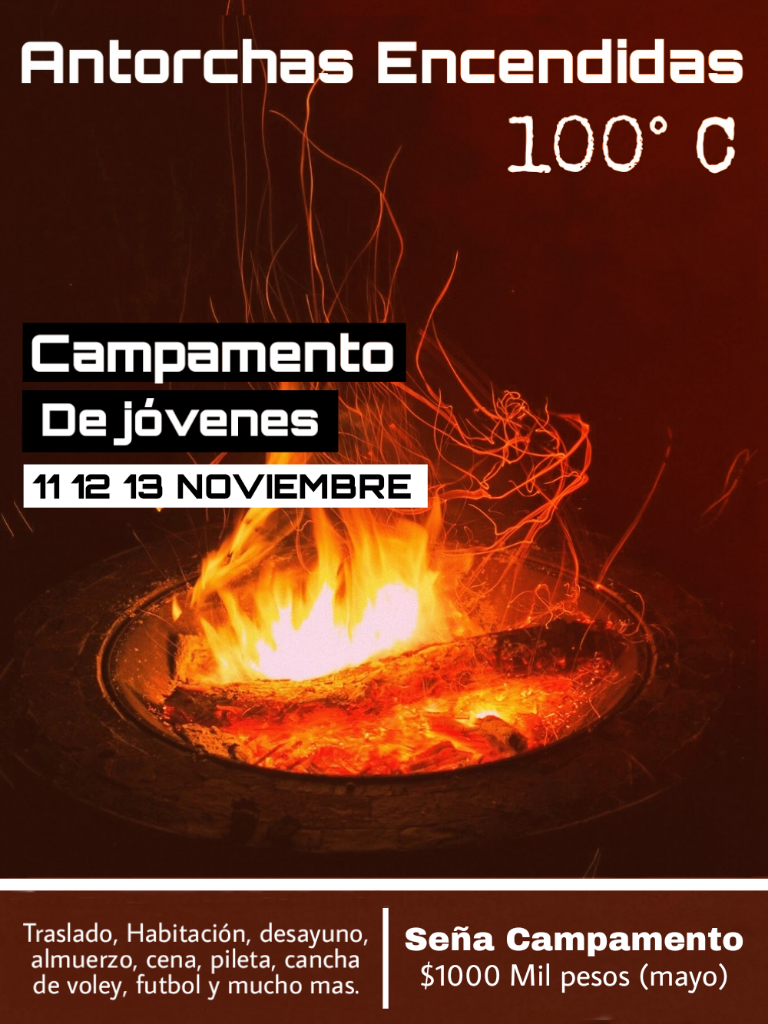 Antorchas Encendidas
100° C
Campamento
De jóvenes
11 12 13 NOVIEMBRE
Traslado, Habitación, desayuno,
almuerzo, cena, pileta, cancha
de voley, futbol y mucho mas.
Seña Campamento
$1000 Mil pesos (mayo)